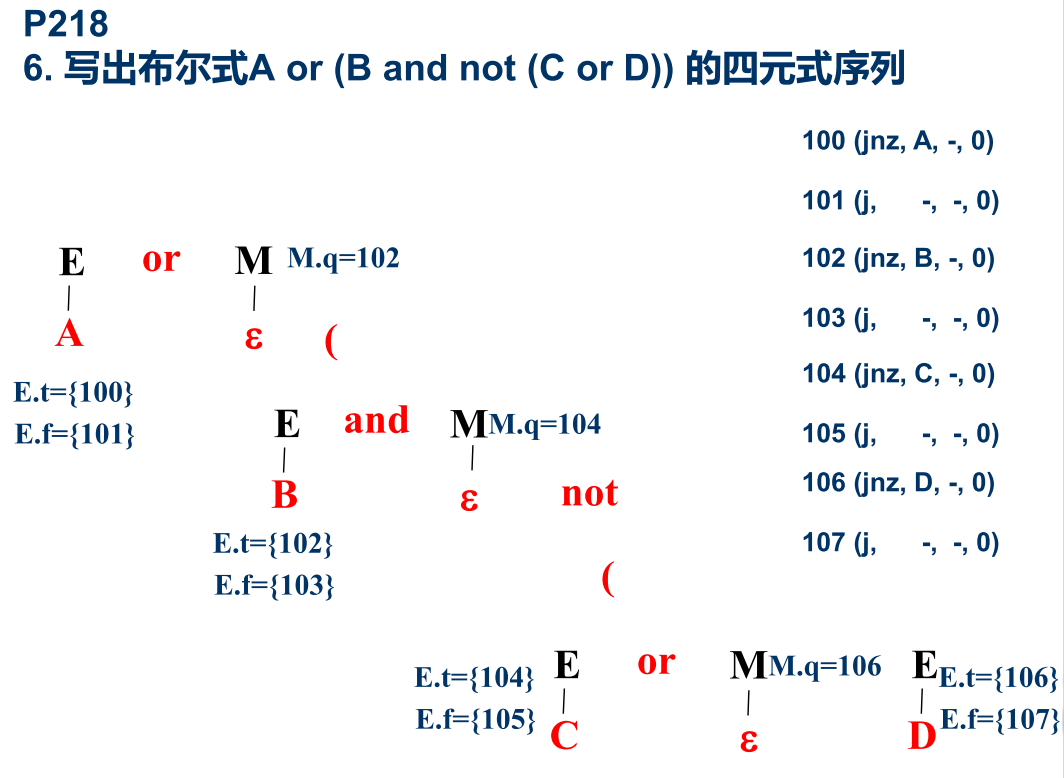 P218
6. 写出布尔式A or (B and not (C or D)) 的四元式序列
100 (jnz, A, -, 0)
101 (j, -, -, 0)
102 (jnz, B, -, 0)
103 (j, -, -, 0)
104 (jnz, C, -, 0)
105 (j, -, -, 0)
106 (jnz, D, -, 0)
107 (j, -, -, 0)
E or M M.q=102
A ε (
E.t={100}
E.f={101}
E and M M.q=104
B ε not
E.t={102}
E.f={103}
(
E.t={104} E or M M.q=106 E E.t={106}
E.f={105} C ε D E.f={107}